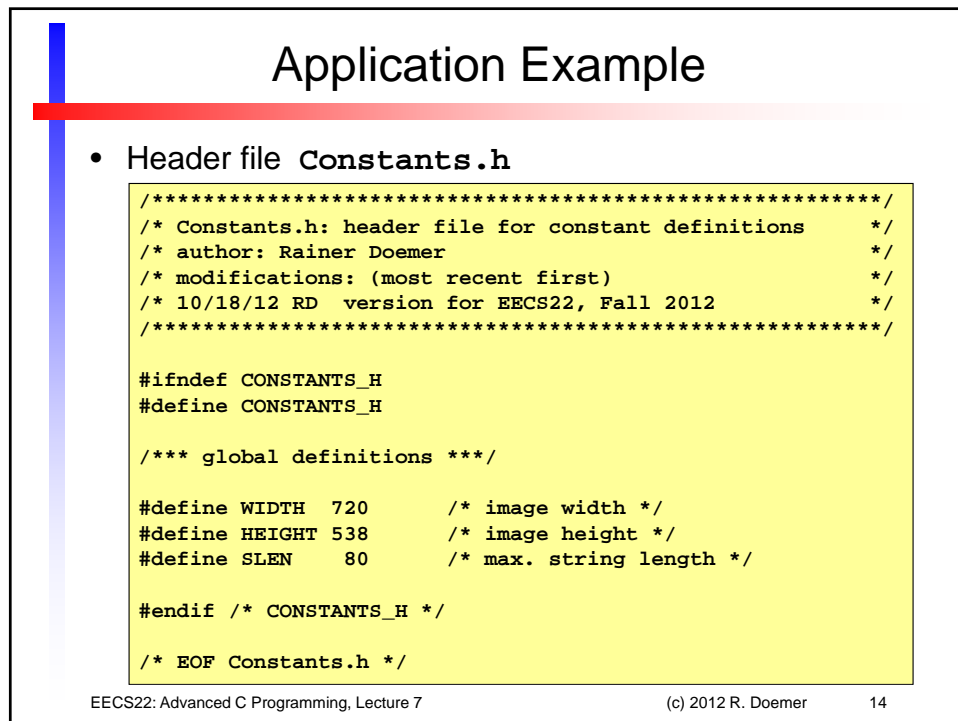 Application Example
• Header file Constants.h
/*********************************************************/
/* Constants.h: header file for constant definitions     */
/* author: Rainer Doemer                                 */
/* modifications: (most recent first)                    */
/* 10/18/12 RD  version for EECS22, Fall 2012            */
/*********************************************************/
#ifndef CONSTANTS_H
#define CONSTANTS_H
/*** global definitions ***/
#define WIDTH  720      /* image width */
#define HEIGHT 538      /* image height */
#define SLEN    80      /* max. string length */
#endif /* CONSTANTS_H */
/* EOF Constants.h */
EECS22: Advanced C Programming, Lecture 7 (c) 2012 R. Doemer 14